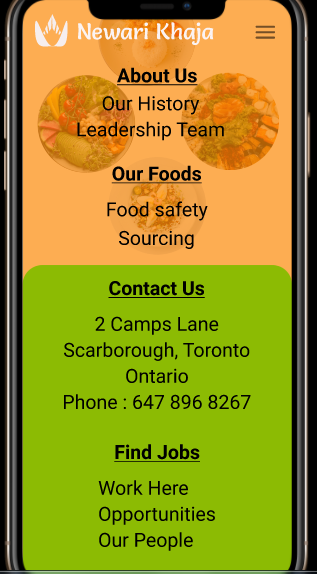 Newari Khaja
About Us
Our History
Leadership Team
Our Foods
Food safety
Sourcing
Contact Us
2 Camps Lane
Scarborough, Toronto
Ontario
Phone : 647 896 8267
Find Jobs
Work Here
Opportunities
Our People